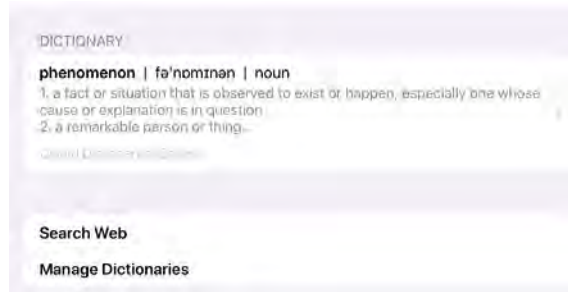 DICTIONARY
phenomenon | fəˈnɒmɪnən | noun
1. a fact or situation that is observed to exist or happen, especially one whose
cause or explanation is in question
2. a remarkable person or thing.
Search Web
Manage Dictionaries